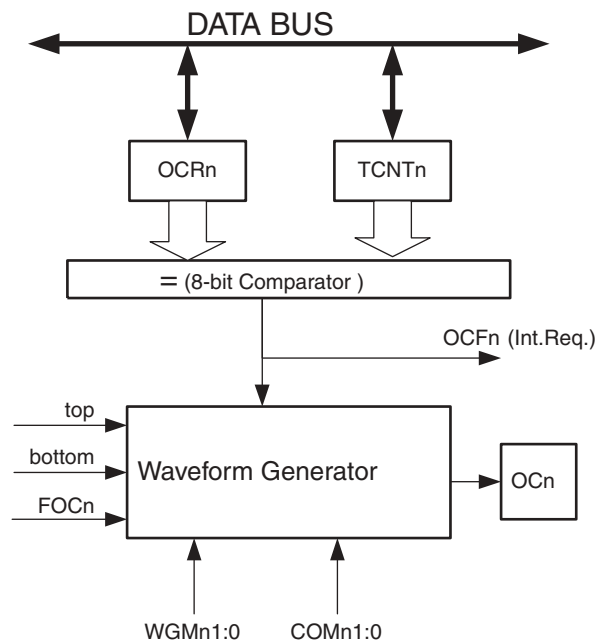 DATA BUS
OCRn
TCNTn
= (8-bit Comparator )
OCFn (Int.Req.)
top
bottom
FOCn
Waveform Generator
OCn
WGMn1:0
COMn1:0